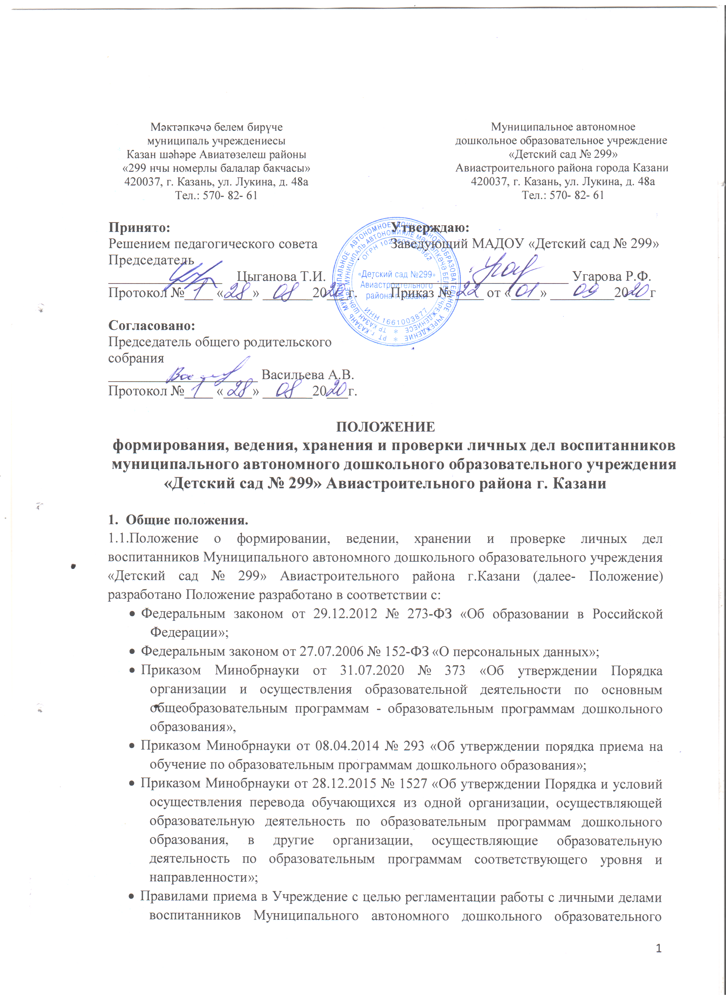 Мәктәпкәчә белем бирүче
муниципаль учреждениесы
Казан шәһәре Авиатөзелеш районы
«299 нчы номерлы балалар бакчасы»
420037, г. Казань, ул. Лукина, д. 48а
Тел.: 570- 82- 61
Муниципальное автономное
дошкольное образовательное учреждение
«Детский сад № 299»
Авиастроительного района города Казани
420037, г. Казань, ул. Лукина, д. 48а
Тел.: 570- 82- 61
Принято:
Решением педагогического совета
Председатель
Цыганова Т.И.
Протокол № 1 «28» 08 2020 г.
Утверждаю:
Заведующий МАДОУ «Детский сад № 299»
Угарова Р.Ф.
Приказ № 22 от «01» 09 2020 г
«Детский сад №299»
Авиастроительного
района г.Казани
ИНН 1661003877
Согласовано:
Председатель общего родительского
собрания
Васильева А.В.
Протокол № 1 «28» 08 2020г.
ПОЛОЖЕНИЕ
формирования, ведения, хранения и проверки личных дел воспитанников
муниципального автономного дошкольного образовательного учреждения
«Детский сад № 299» Авиастроительного района г. Казани
1. Общие положения.
1.1.Положение о формировании, ведении, хранении и проверке личных дел
воспитанников Муниципального автономного дошкольного образовательного учреждения
«Детский сад № 299» Авиастроительного района г.Казани (далее- Положение)
разработано Положение разработано в соответствии с:
• Федеральным законом от 29.12.2012 № 273-ФЗ «Об образовании в Российской
Федерации»;
• Федеральным законом от 27.07.2006 № 152-ФЗ «О персональных данных»;
• Приказом Минобрнауки от 31.07.2020 № 373 «Об утверждении Порядка
организации и осуществления образовательной деятельности по основным
общеобразовательным программам - образовательным программам дошкольного
образования»,
• Приказом Минобрнауки от 08.04.2014 № 293 «Об утверждении порядка приема на
обучение по образовательным программам дошкольного образования»;
• Приказом Минобрнауки от 28.12.2015 № 1527 «Об утверждении Порядка и условий
осуществления перевода обучающихся из одной организации, осуществляющей
образовательную деятельность по образовательным программам дошкольного
образования, в другие организации, осуществляющие образовательную
деятельность по образовательным программам соответствующего уровня и
направленности»;
• Правилами приема в Учреждение с целью регламентации работы с личными делами
воспитанников Муниципального автономного дошкольного образовательного
1